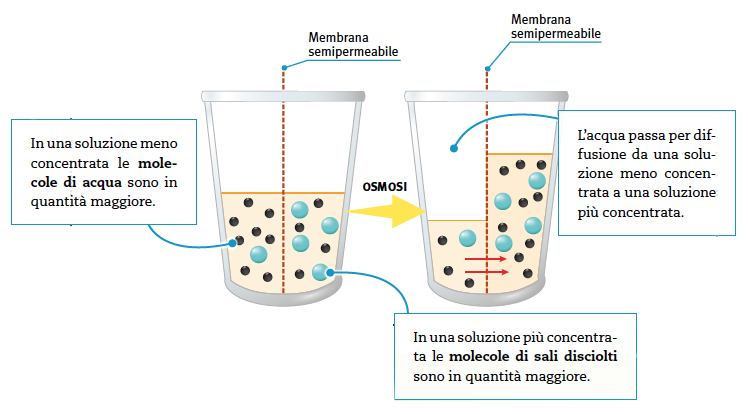 Membrana
semipermeabile
Membrana
semipermeabile
In una soluzione meno
concentrata le mole-
cole di acqua sono in
quantità maggiore.
OSMOSI
L'acqua passa per dif-
fusione da una solu-
zione meno concen-
trata a una soluzione
più concentrata.
In una soluzione più concentra-
ta le molecole di sali disciolti
sono in quantità maggiore.